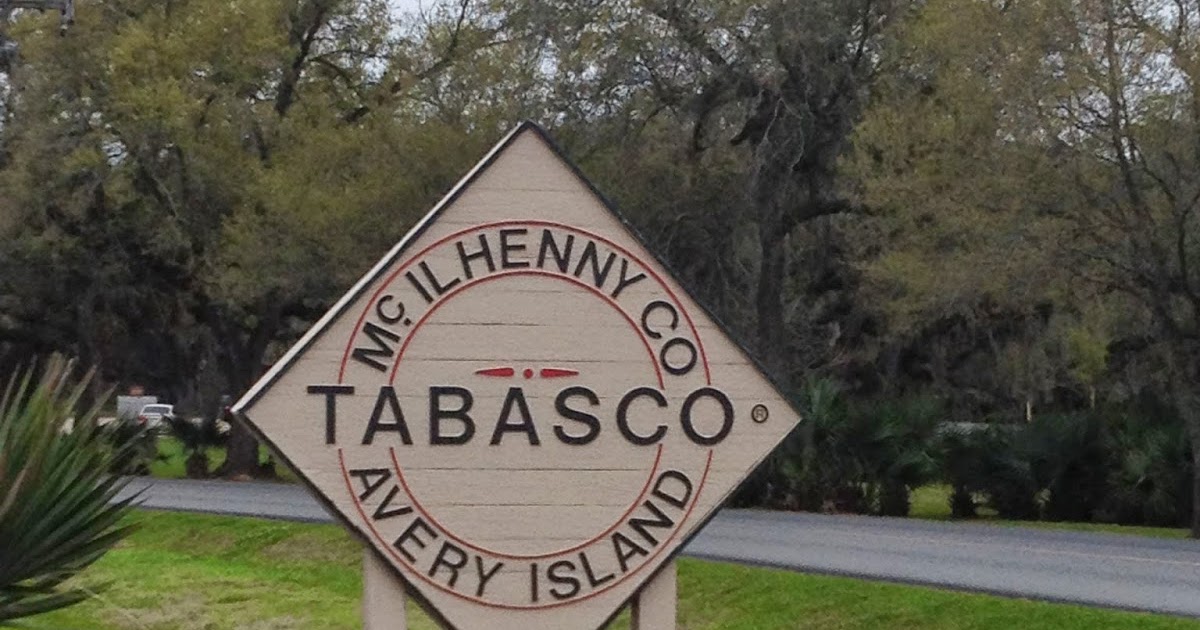 McILHENNY CO
TABASCO®
AVERY ISLAND